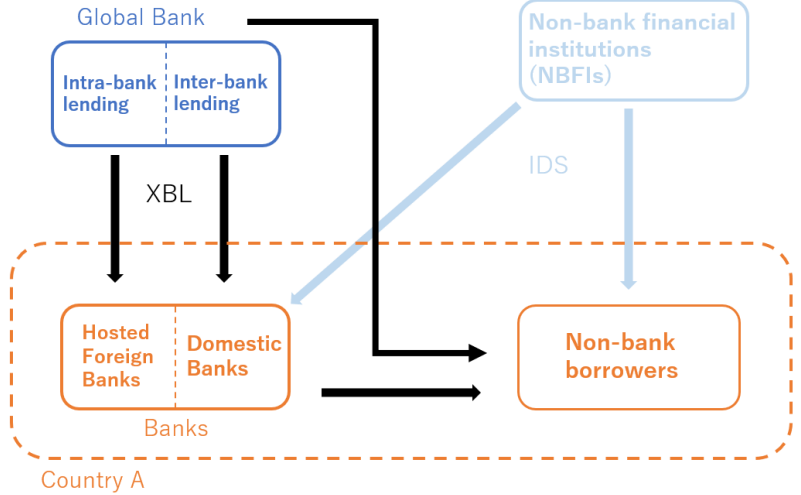 Global Bank
Non-bank financial
institutions
(NBFIs)
Intra-bank
lending
Inter-bank
lending
IDS
XBL
Hosted
Foreign
Banks
Domestic
Banks
Non-bank
borrowers
Banks
Country A